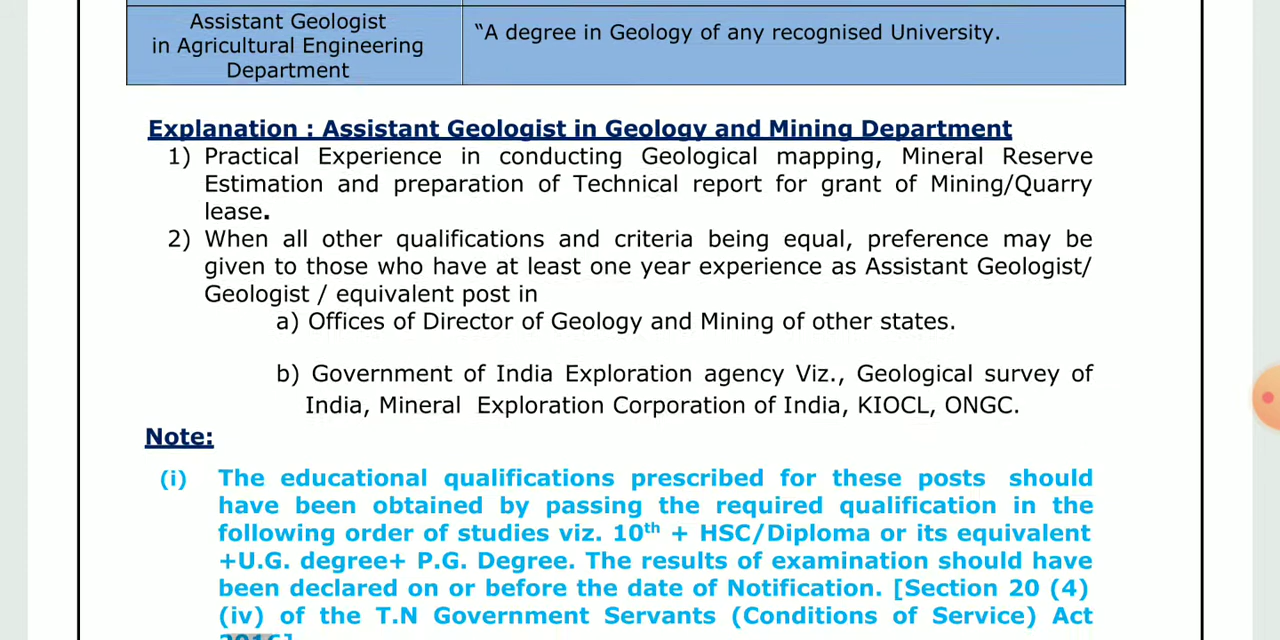 Assistant Geologist
in Agricultural Engineering
Department
“A degree in Geology of any recognised University.
Explanation : Assistant Geologist in Geology and Mining Department
1) Practical Experience in conducting Geological mapping, Mineral Reserve
Estimation and preparation of Technical report for grant of Mining/Quarry
lease.
2) When all other qualifications and criteria being equal, preference may be
given to those who have at least one year experience as Assistant Geologist/
Geologist / equivalent post in
a) Offices of Director of Geology and Mining of other states.
b) Government of India Exploration agency Viz., Geological survey of
India, Mineral Exploration Corporation of India, KIOCL, ONGC.
Note:
(i) The educational qualifications prescribed for these posts should
have been obtained by passing the required qualification in the
following order of studies viz. 10th + HSC/Diploma or its equivalent
+U.G. degree+ P.G. Degree. The results of examination should have
been declared on or before the date of Notification. [Section 20 (4)
(iv) of the T.N Government Servants (Conditions of Service) Act